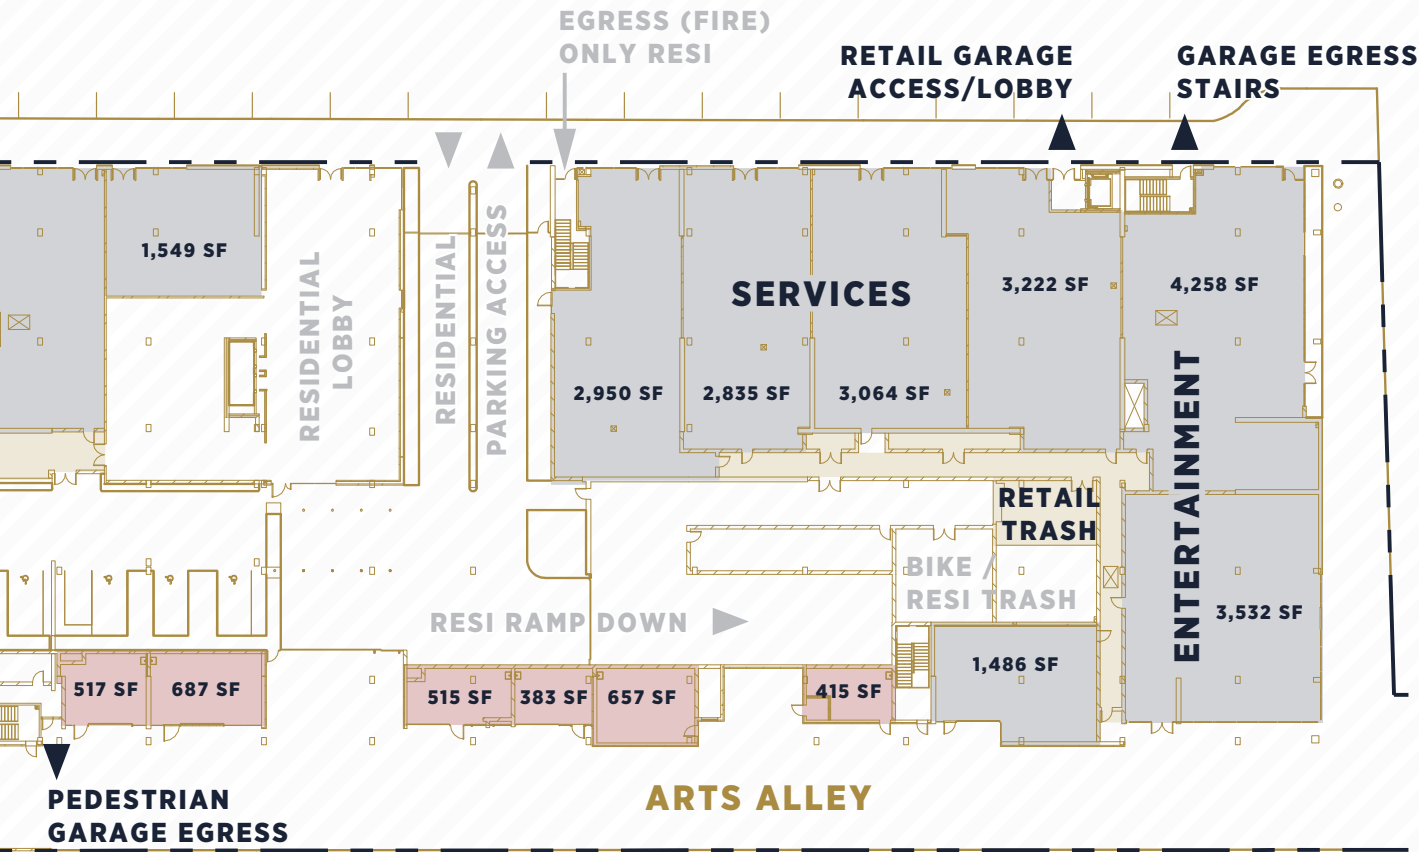 EGRESS (FIRE)
ONLY RESI
RETAIL GARAGE
ACCESS/LOBBY
GARAGE EGRESS
STAIRS
1,549 SF
RESIDENTIAL
LOBBY
RESIDENTIAL
PARKING ACCESS
SERVICES
2,950 SF
2,835 SF
3,064 SF
3,222 SF
4,258 SF
ENTERTAINMENT
RETAIL
TRASH
BIKE /
RESI TRASH
RESI RAMP DOWN
3,532 SF
1,486 SF
517 SF
687 SF
515 SF
383 SF
657 SF
415 SF
PEDESTRIAN
GARAGE EGRESS
ARTS ALLEY